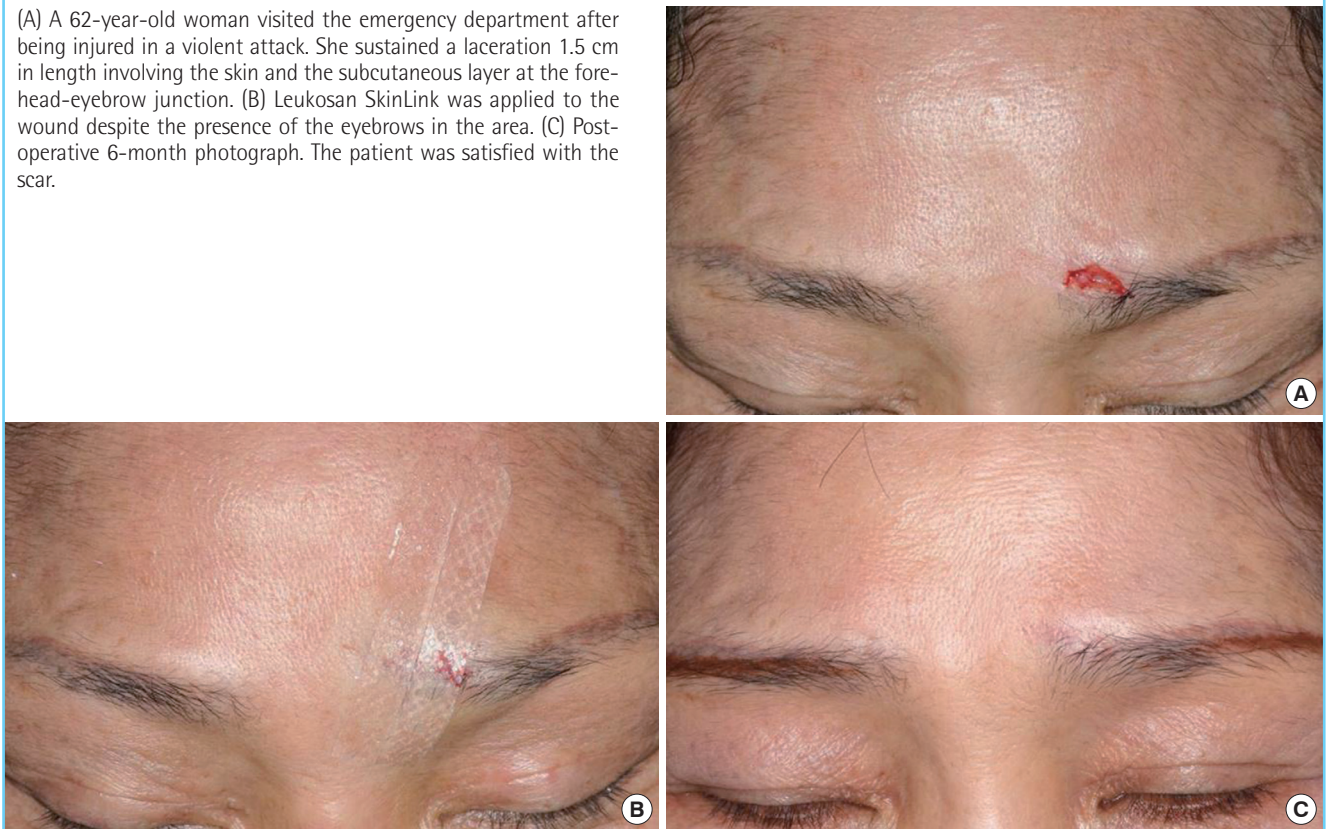 (A) A 62-year-old woman visited the emergency department after
being injured in a violent attack. She sustained a laceration 1.5 cm
in length involving the skin and the subcutaneous layer at the fore-
head-eyebrow junction. (B) Leukosan SkinLink was applied to the
wound despite the presence of the eyebrows in the area. (C) Post-
operative 6-month photograph. The patient was satisfied with the
scar.
A
B
C